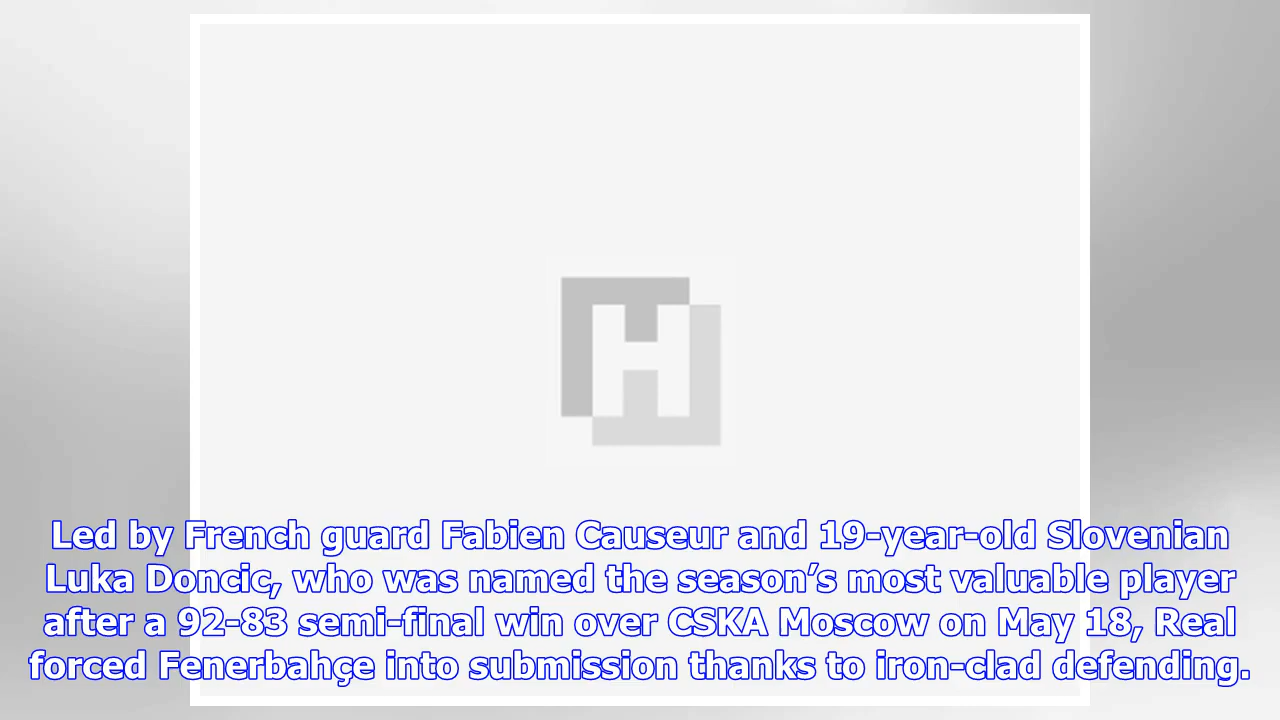 H
Led by French guard Fabien Causeur and 19-year-old Slovenian
Luka Doncic, who was named the season’s most valuable player
after a 92-83 semi-final win over CSKA Moscow on May 18, Real
forced Fenerbahçe into submission thanks to iron-clad defending.